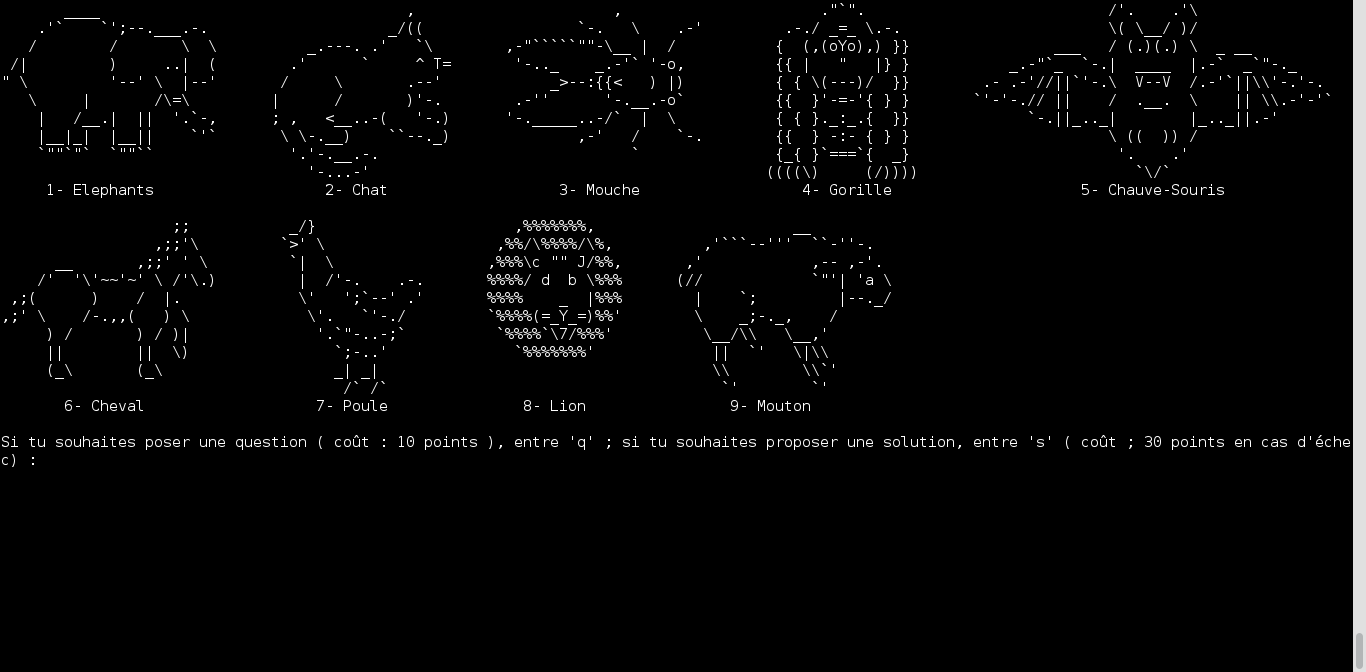 1- Elephants 2- Chat 3- Mouche 4- Gorille 5- Chauve-Souris
6- Cheval 7- Poule 8- Lion 9- Mouton
Si tu souhaites poser une question ( coût : 10 points ), entre 'q' ; si tu souhaites proposer une solution, entre 's' ( coût ; 30 points en cas d'éche
c) :